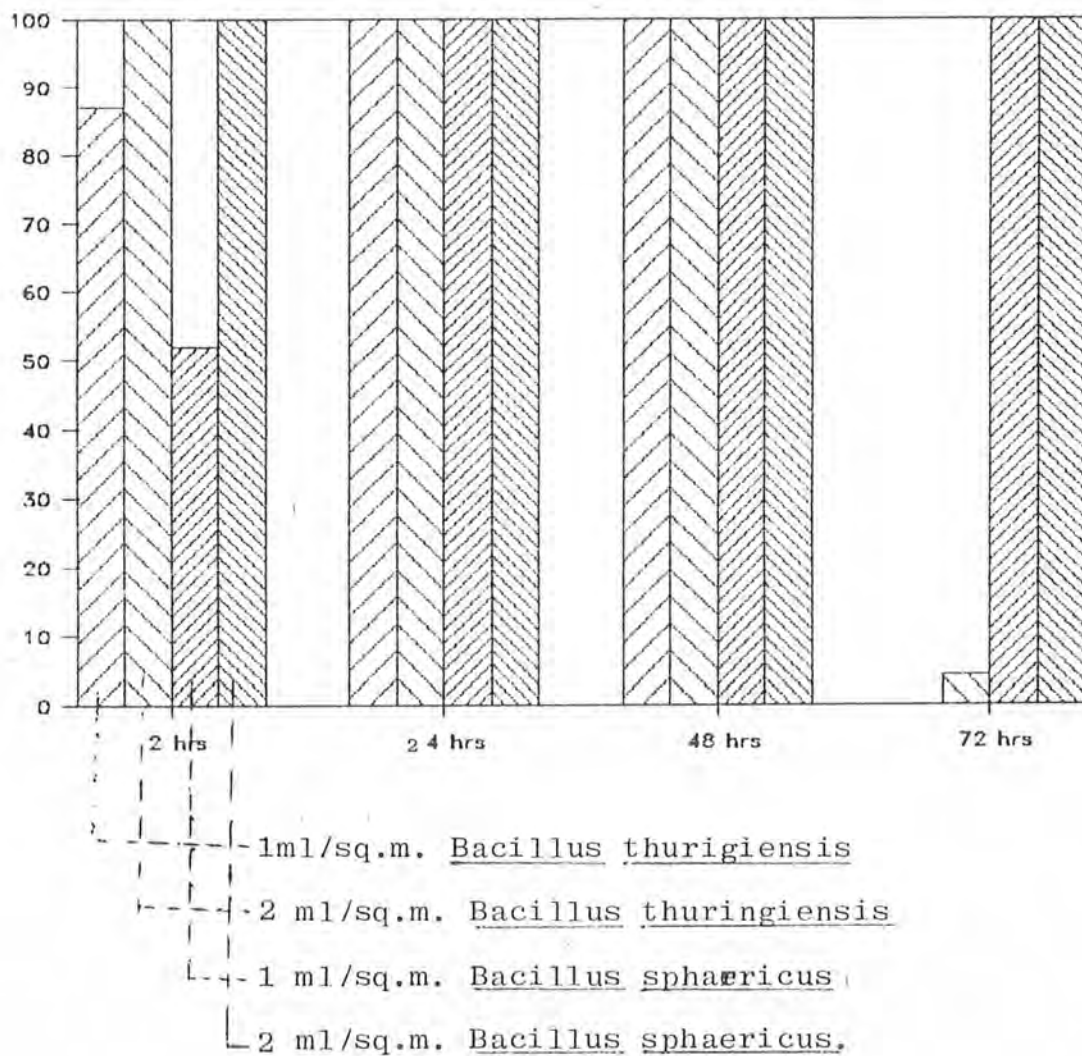 100
90
80
70
60
50
40
30
20
10
0
2 hrs
24 hrs
48 hrs
72 hrs
1ml/sq.m. Bacillus thurigiensis
2 ml/sq.m. Bacillus thuringiensis
1 ml/sq.m. Bacillus sphaericus
2 ml/sq.m. Bacillus sphaericus.